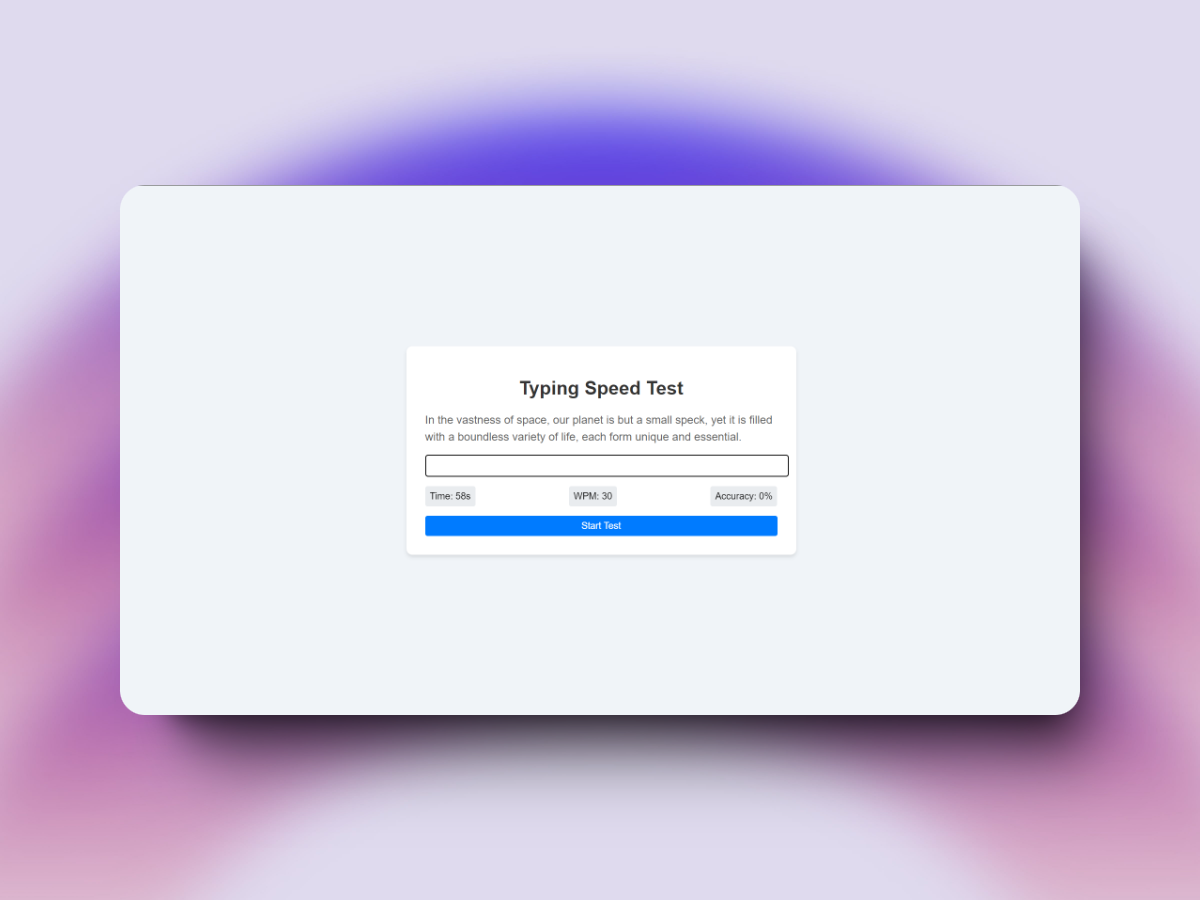 Typing Speed Test
In the vastness of space, our planet is but a small speck, yet it is filled
with a boundless variety of life, each form unique and essential.
Time: 58s
WPM: 30
Accuracy: 0%
Start Test